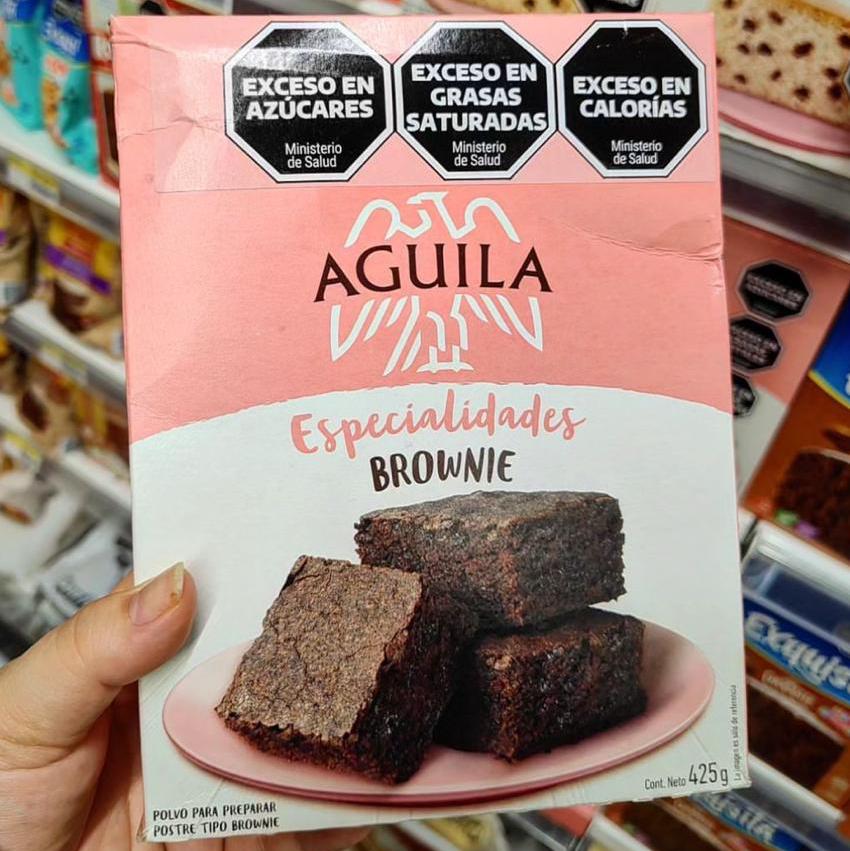 EXCESO EN
AZÚCARES
Ministerio
de Salud
EXCESO EN
GRASAS
SATURADAS
Ministerio
de Salud
EXCESO EN
CALORÍAS
Ministerio
de Salud
AGUILA
Especialidades
BROWNIE
POLVO PARA PREPARAR
POSTRE TIPO BROWNIE
Cont. Neto 425g
La imagen es sólo de referencia
Exquis